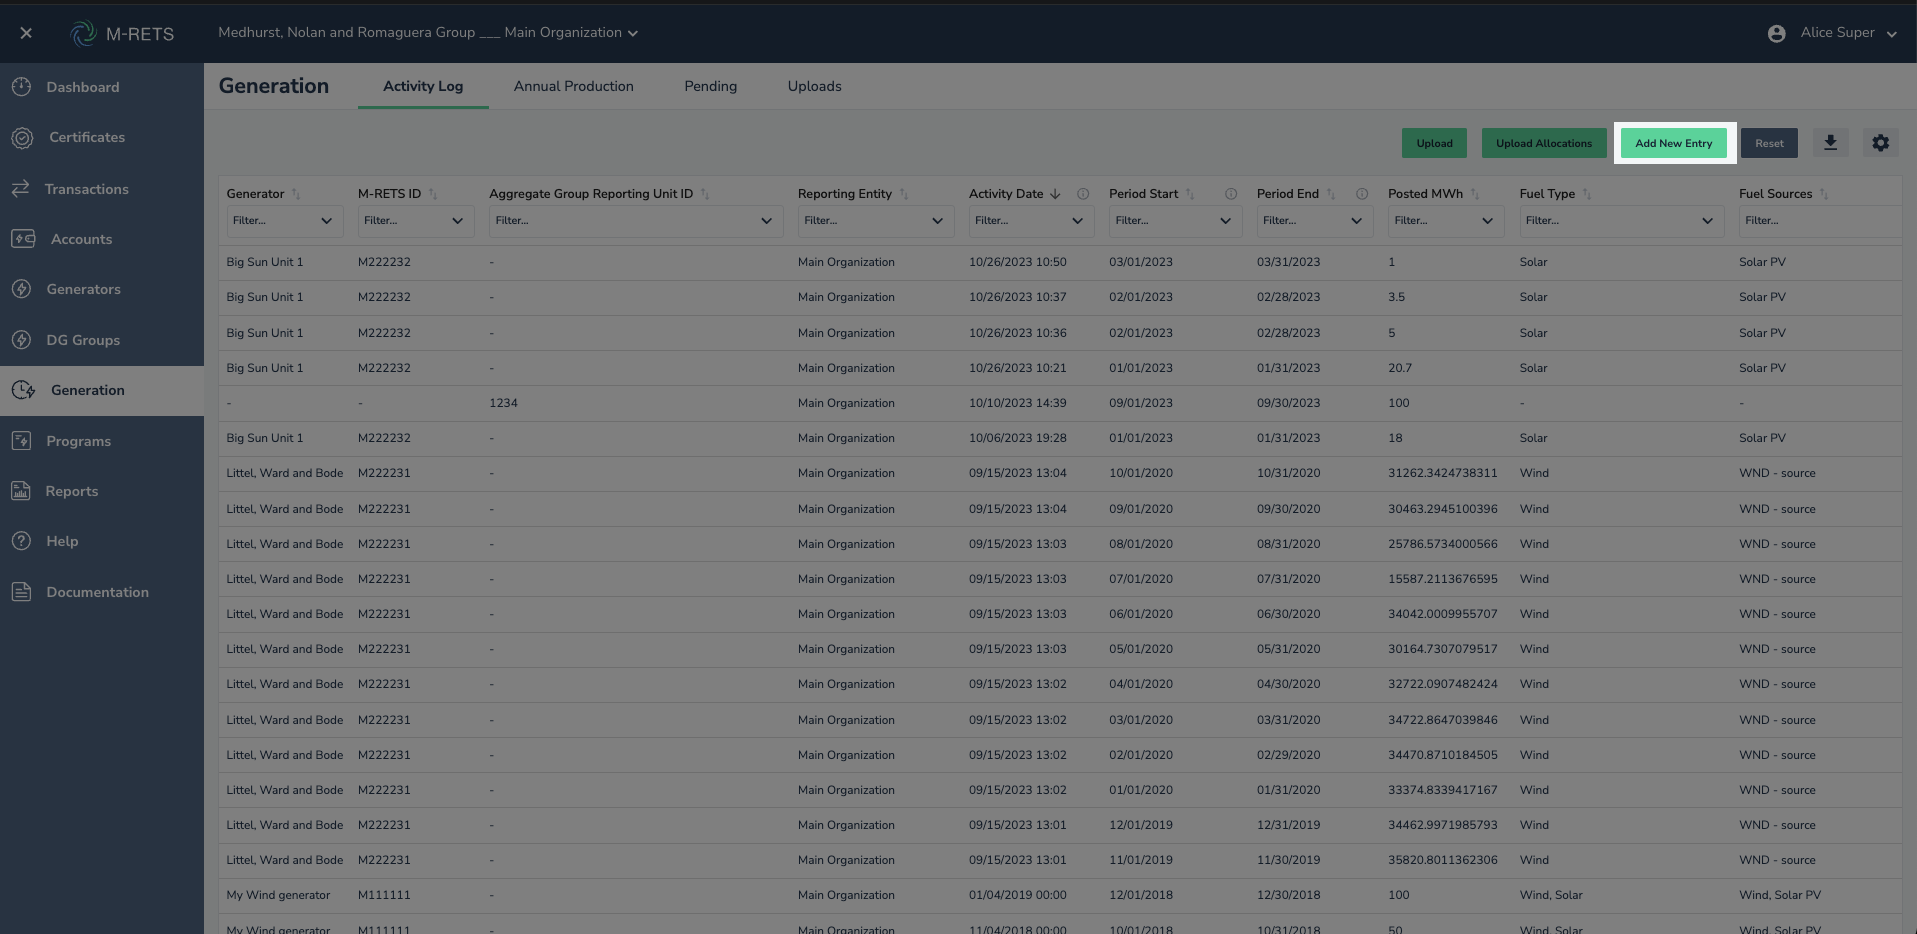 M-RETS Medhurst, Nolan and Romaguera Group ___ Main Organization Alice Super
Dashboard
Certificates
Transactions
Accounts
Generators
DG Groups
Generation
Programs
Reports
Help
Documentation
Generation Activity Log Annual Production Pending Uploads
Upload Upload Allocations Add New Entry Reset
Generator M-RETS ID Aggregate Group Reporting Unit ID Reporting Entity Activity Date Period Start Period End Posted MWh Fuel Type Fuel Sources
Filter... Filter... Filter... Filter... Filter... Filter... Filter... Filter... Filter... Filter...
Big Sun Unit 1 M222232 - Main Organization 10/26/2023 10:50 03/01/2023 03/31/2023 1 Solar Solar PV
Big Sun Unit 1 M222232 - Main Organization 10/26/2023 10:37 02/01/2023 02/28/2023 3.5 Solar Solar PV
Big Sun Unit 1 M222232 - Main Organization 10/26/2023 10:36 02/01/2023 02/28/2023 5 Solar Solar PV
Big Sun Unit 1 M222232 - Main Organization 10/26/2023 10:21 01/01/2023 01/31/2023 20.7 Solar Solar PV
- - 1234 Main Organization 10/10/2023 14:39 09/01/2023 09/30/2023 100 - -
Big Sun Unit 1 M222232 - Main Organization 10/06/2023 19:28 01/01/2023 01/31/2023 18 Solar Solar PV
Littel, Ward and Bode M222231 - Main Organization 09/15/2023 13:04 10/01/2020 10/31/2020 31262.3424738311 Wind WND - source
Littel, Ward and Bode M222231 - Main Organization 09/15/2023 13:04 09/01/2020 09/30/2020 30463.2945100396 Wind WND - source
Littel, Ward and Bode M222231 - Main Organization 09/15/2023 13:03 08/01/2020 08/31/2020 25786.5734000566 Wind WND - source
Littel, Ward and Bode M222231 - Main Organization 09/15/2023 13:03 07/01/2020 07/31/2020 15587.2113676595 Wind WND - source
Littel, Ward and Bode M222231 - Main Organization 09/15/2023 13:03 06/01/2020 06/30/2020 34042.0009955707 Wind WND - source
Littel, Ward and Bode M222231 - Main Organization 09/15/2023 13:03 05/01/2020 05/31/2020 30164.7307079517 Wind WND - source
Littel, Ward and Bode M222231 - Main Organization 09/15/2023 13:02 04/01/2020 04/30/2020 32722.0907482424 Wind WND - source
Littel, Ward and Bode M222231 - Main Organization 09/15/2023 13:02 03/01/2020 03/31/2020 34722.8647039846 Wind WND - source
Littel, Ward and Bode M222231 - Main Organization 09/15/2023 13:02 02/01/2020 02/29/2020 34470.8710184505 Wind WND - source
Littel, Ward and Bode M222231 - Main Organization 09/15/2023 13:02 01/01/2020 01/31/2020 33374.8339417167 Wind WND - source
Littel, Ward and Bode M222231 - Main Organization 09/15/2023 13:01 12/01/2019 12/31/2019 34462.9971985793 Wind WND - source
Littel, Ward and Bode M222231 - Main Organization 09/15/2023 13:01 11/01/2019 11/30/2019 35820.8011362306 Wind WND - source
My Wind generator M111111 - Main Organization 01/04/2019 00:00 12/01/2018 12/30/2018 100 Wind, Solar Wind, Solar PV
My Wind generator M111111 - Main Organization 11/04/2018 00:00 10/01/2018 10/31/2018 50 Wind, Solar Wind, Solar PV